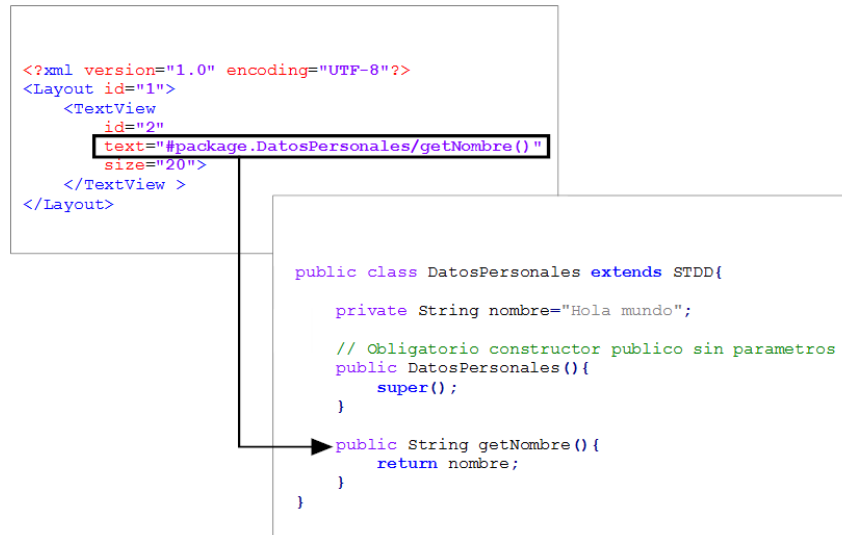 <?xml version="1.0" encoding="UTF-8"?>
<Layout id="1">
    <TextView
        id="2"
        text="#package.DatosPersonales/getNombre()"
        size="20">
    </TextView >
</Layout>
public class DatosPersonales extends STDD{
    private String nombre="Hola mundo";
    // Obligatorio constructor publico sin parametros
    public DatosPersonales(){
        super();
    }
    public String getNombre(){
        return nombre;
    }
}